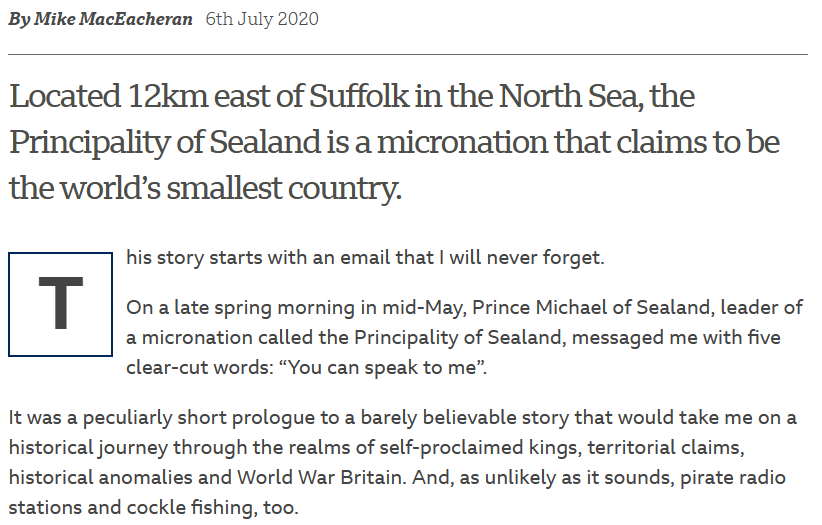 By Mike MacEacheran 6th July 2020
Located 12km east of Suffolk in the North Sea, the
Principality of Sealand is a micronation that claims to be
the world’s smallest country.
This story starts with an email that I will never forget.
On a late spring morning in mid-May, Prince Michael of Sealand, leader of
a micronation called the Principality of Sealand, messaged me with five
clear-cut words: “You can speak to me”.
It was a peculiarly short prologue to a barely believable story that would take me on a
historical journey through the realms of self-proclaimed kings, territorial claims,
historical anomalies and World War Britain. And, as unlikely as it sounds, pirate radio
stations and cockle fishing, too.